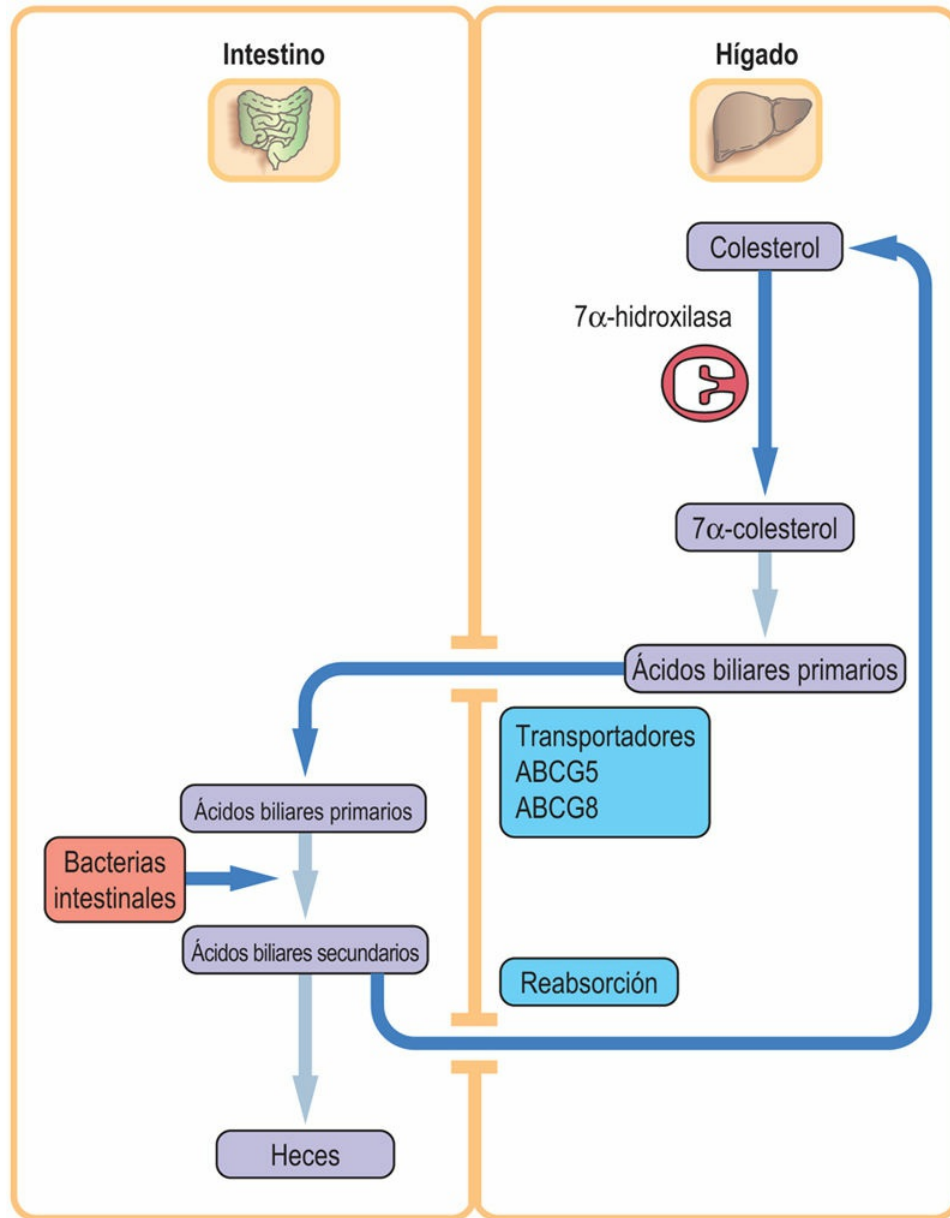 Intestino
Hígado
Colesterol
7α-hidroxilasa
7α-colesterol
Ácidos biliares primarios
Transportadores
ABCG5
ABCG8
Ácidos biliares primarios
Bacterias
intestinales
Ácidos biliares secundarios
Reabsorción
Heces